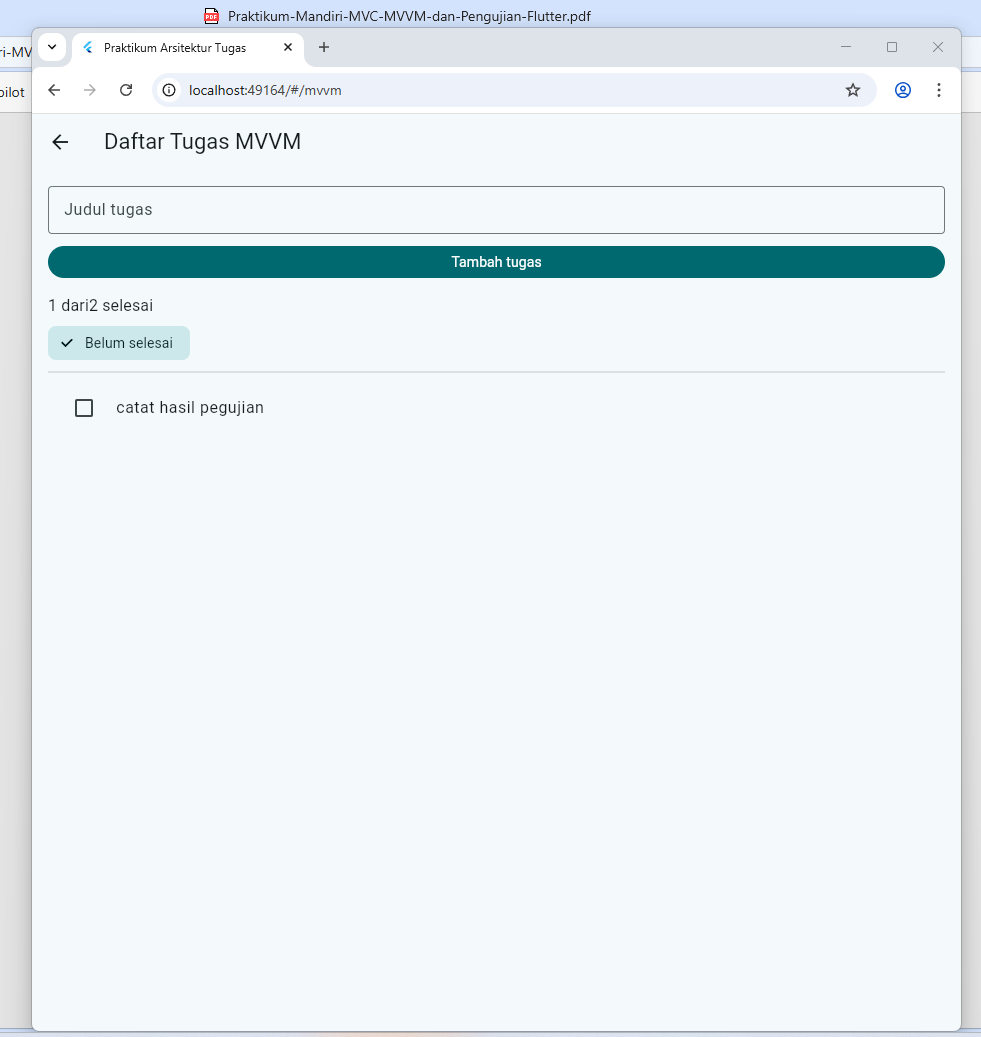 PDF
Praktikum-Mandiri-MVC-MVVM-dan-Pengujian-Flutter.pdf
ri-MV
Praktikum Arsitektur Tugas
pilot
localhost:49164/#/mvvm
Daftar Tugas MVVM
Judul tugas
Tambah tugas
1 dari2 selesai
Belum selesai
catat hasil pegujian